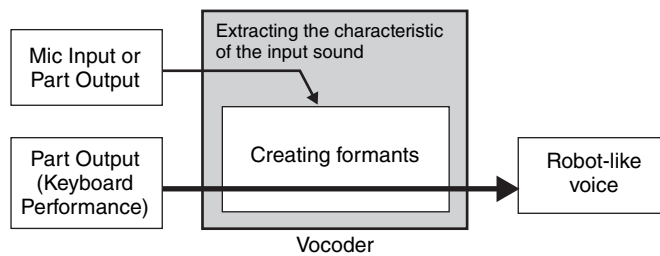 Extracting the characteristic
of the input sound
Mic Input or
Part Output
Creating formants
Part Output
(Keyboard
Performance)
Robot-like
voice
Vocoder